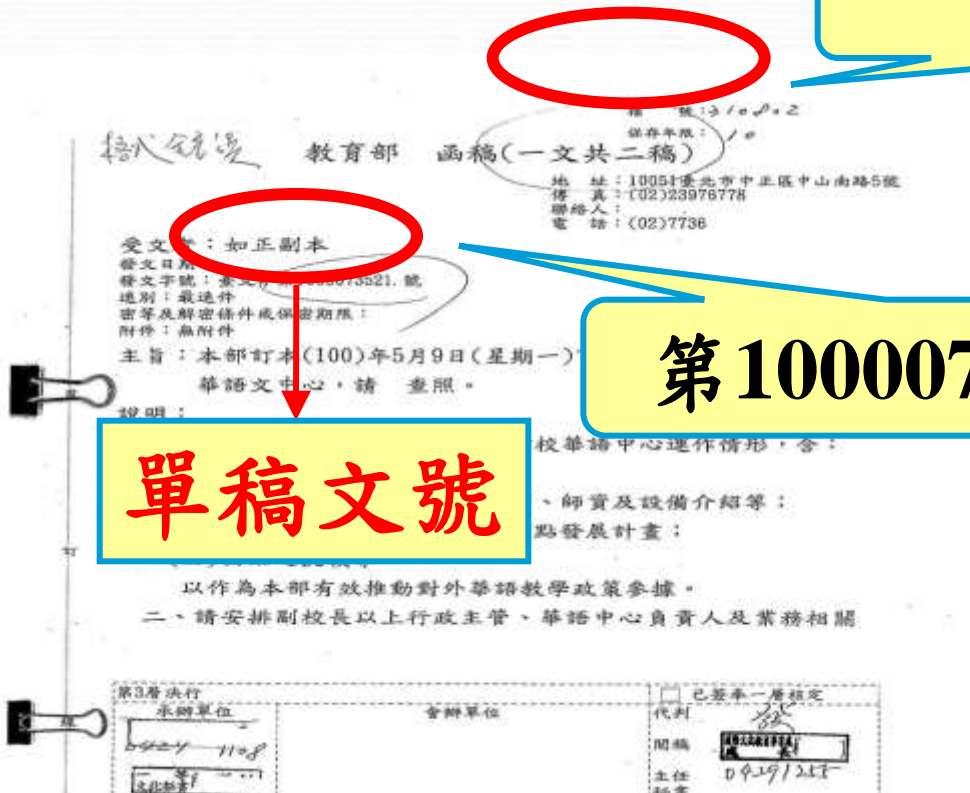 號:310802
保存年限: 10
教育部 函稿(一文共二稿)
地 址:10051臺北市中正區中山南路5號
傳 真:(02)23976778
聯絡人:
電 話:(02)7736
受文者:如正副本
發文日期
發文字號:臺文 第 073521. 號
速別:最速件
密等及解密條件或保密期限:
附件:無附件
主旨:本部訂本(100)年5月9日(星期一)
第100007
華語文中心,請 查照。
說明:
校華語中心運作情形,含:
單稿文號
、師資及設備介紹等;
點發展計畫;
訂
以作為本部有效推動對外華語教學政策參據。
二、請安排副校長以上行政主管、華語中心負責人及業務相關
第3層決行
已簽奉一層核定
承辦單位
會辦單位
代判
0424 1108
閱稿
主任
04291255
秘書
線